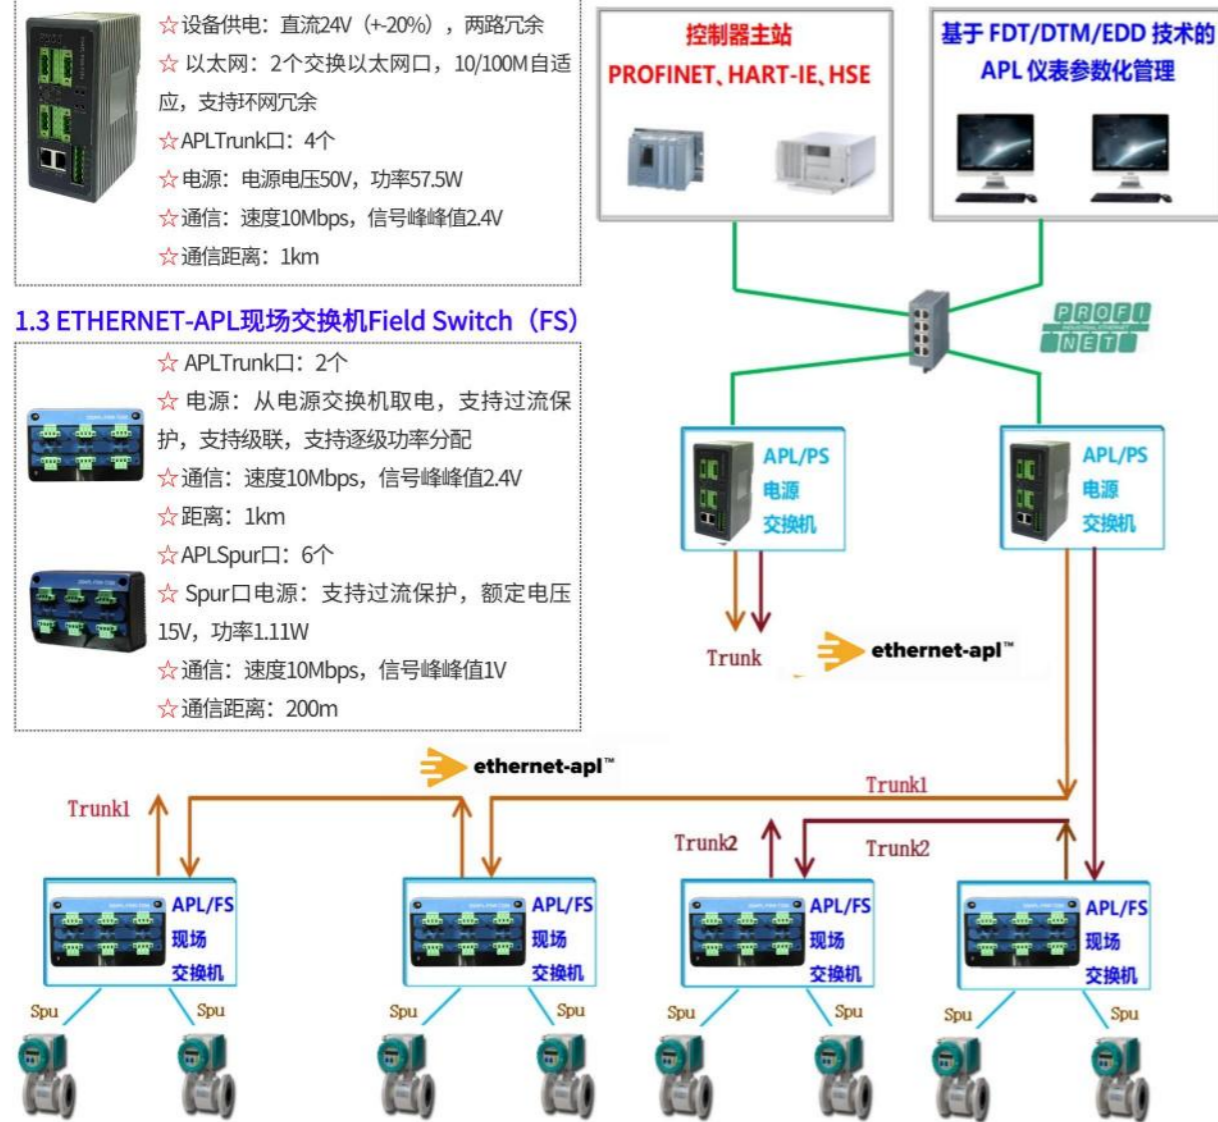 ☆设备供电：直流24V（+-20%），两路冗余
☆ 以太网：2个交换以太网口，10/100M自适
应，支持环网冗余
☆APLTrunk口：4个
☆电源：电源电压50V，功率57.5W
☆通信：速度10Mbps，信号峰峰值2.4V
☆通信距离：1km
1.3 ETHERNET-APL现场交换机Field Switch（FS）
☆ APLTrunk口：2个
☆ 电源：从电源交换机取电，支持过流保
护，支持级联，支持逐级功率分配
☆通信：速度10Mbps，信号峰峰值2.4V
☆距离：1km
☆APLSpur口：6个
☆ Spur口电源：支持过流保护，额定电压
15V，功率1.11W
☆通信：速度10Mbps，信号峰峰值1V
☆通信距离：200m
控制器主站
PROFINET、HART-IE、HSE
基于 FDT/DTM/EDD 技术的
APL 仪表参数化管理
PROFI
INDUSTRIAL ETHERNET
NET
APL/PS
电源
交换机
APL/PS
电源
交换机
Trunk
ethernet-apl™
ethernet-apl™
Trunk1
Trunk1
Trunk2
Trunk2
APL/FS
现场
交换机
APL/FS
现场
交换机
APL/FS
现场
交换机
APL/FS
现场
交换机
Spu
Spu
Spu
Spu
Spu
Spu
Spu
Spu